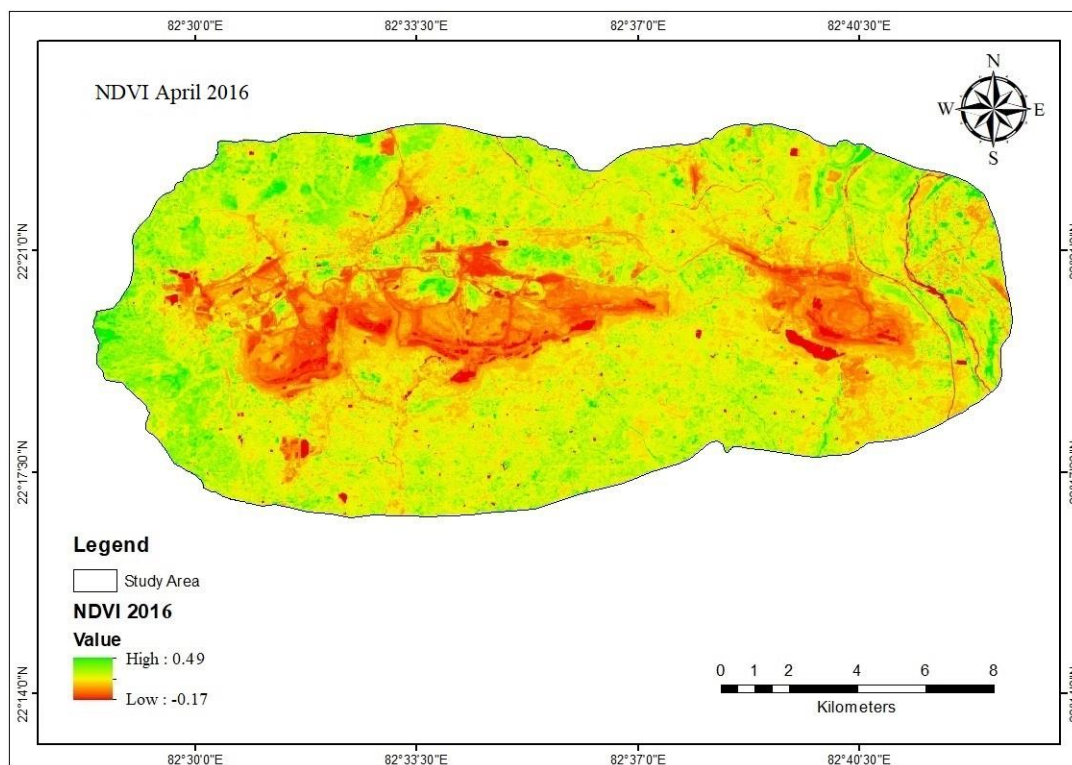 82°30'0"E 82°33'30"E 82°37'0"E 82°40'30"E
NDVI April 2016
N
W E
S
22°21'0"N
22°17'30"N
22°14'0"N
Legend
Study Area
NDVI 2016
Value
High : 0.49
Low : -0.17
0 1 2 4 6 8
Kilometers
82°30'0"E 82°33'30"E 82°37'0"E 82°40'30"E